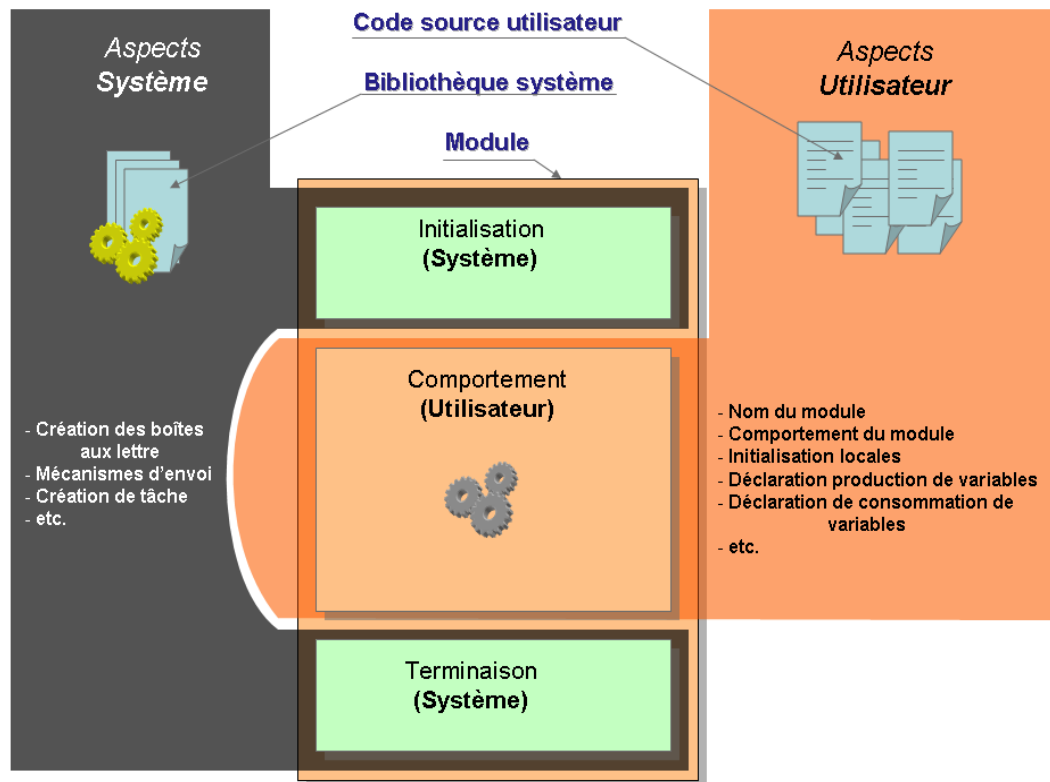 Code source utilisateur
Aspects
Système
Bibliothèque système
Module
Aspects
Utilisateur
Initialisation
(Système)
Comportement
(Utilisateur)
- Création des boîtes
aux lettre
- Mécanismes d'envoi
- Création de tâche
- etc.
- Nom du module
- Comportement du module
- Initialisation locales
- Déclaration production de variables
- Déclaration de consommation de
variables
- etc.
Terminaison
(Système)